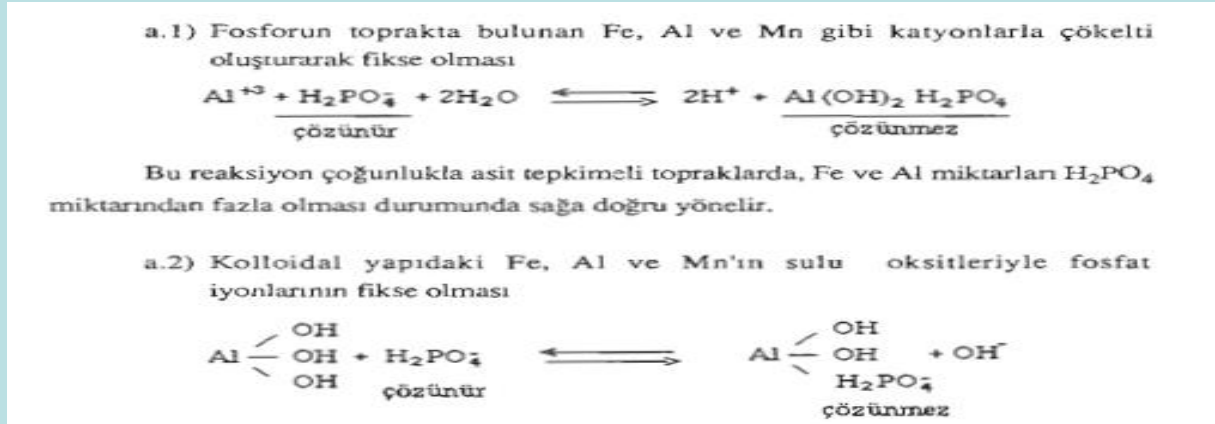 a.1) Fosforun toprakta bulunan Fe, Al ve Mn gibi katyonlarla çökelti
oluşturarak fikse olması
Al⁺³ + H₂PO₄⁻ + 2H₂O ⇌ 2H⁺ + Al(OH)₂ H₂PO₄
çözünür çözünmez
Bu reaksiyon çoğunlukla asit tepkimeli topraklarda, Fe ve Al miktarları H₂PO₄
miktarından fazla olması durumunda sağa doğru yönelir.
a.2) Kolloidal yapıdaki Fe, Al ve Mn'ın sulu oksitleriyle fosfat
iyonlarının fikse olması
OH OH
Al — OH + H₂PO₄⁻ ⇌ Al — OH + OH⁻
OH H₂PO₄⁻
çözünür
çözünmez